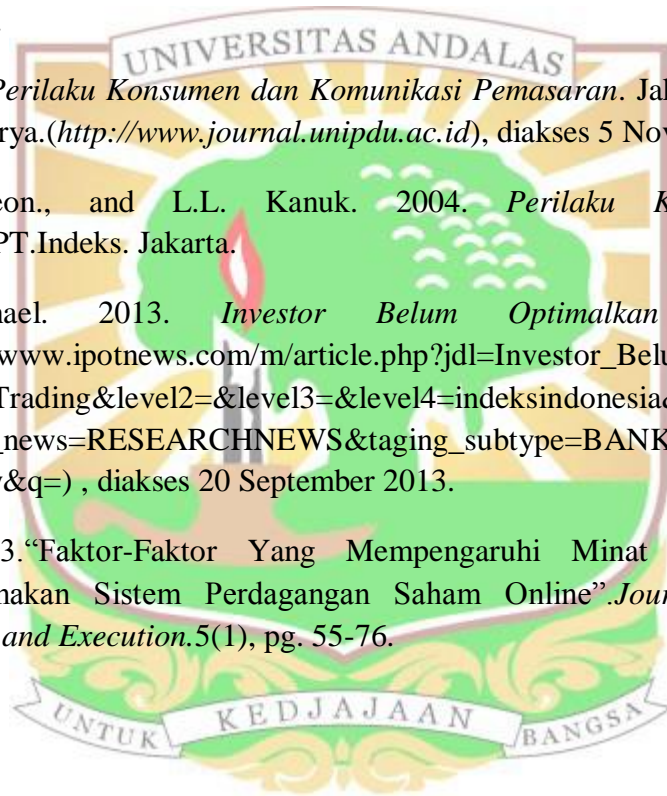 UNIVERSITAS ANDALAS
Perilaku Konsumen dan Komunikasi Pemasaran. Jal
rya.(http://www.journal.unipdu.ac.id), diakses 5 Nov
eon., and L.L. Kanuk. 2004. Perilaku K
PT.Indeks. Jakarta.
nael. 2013. Investor Belum Optimalkan
www.ipotnews.com/m/article.php?jdl=Investor_Belu
Trading&level2=&level3=&level4=indeksindonesia&
_news=RESEARCHNEWS&taging_subtype=BANK
&q=) , diakses 20 September 2013.
3.“Faktor-Faktor Yang Mempengaruhi Minat
nakan Sistem Perdagangan Saham Online”.Jour
and Execution.5(1), pg. 55-76.
UNTUK KEDJAJAAN BANGSA